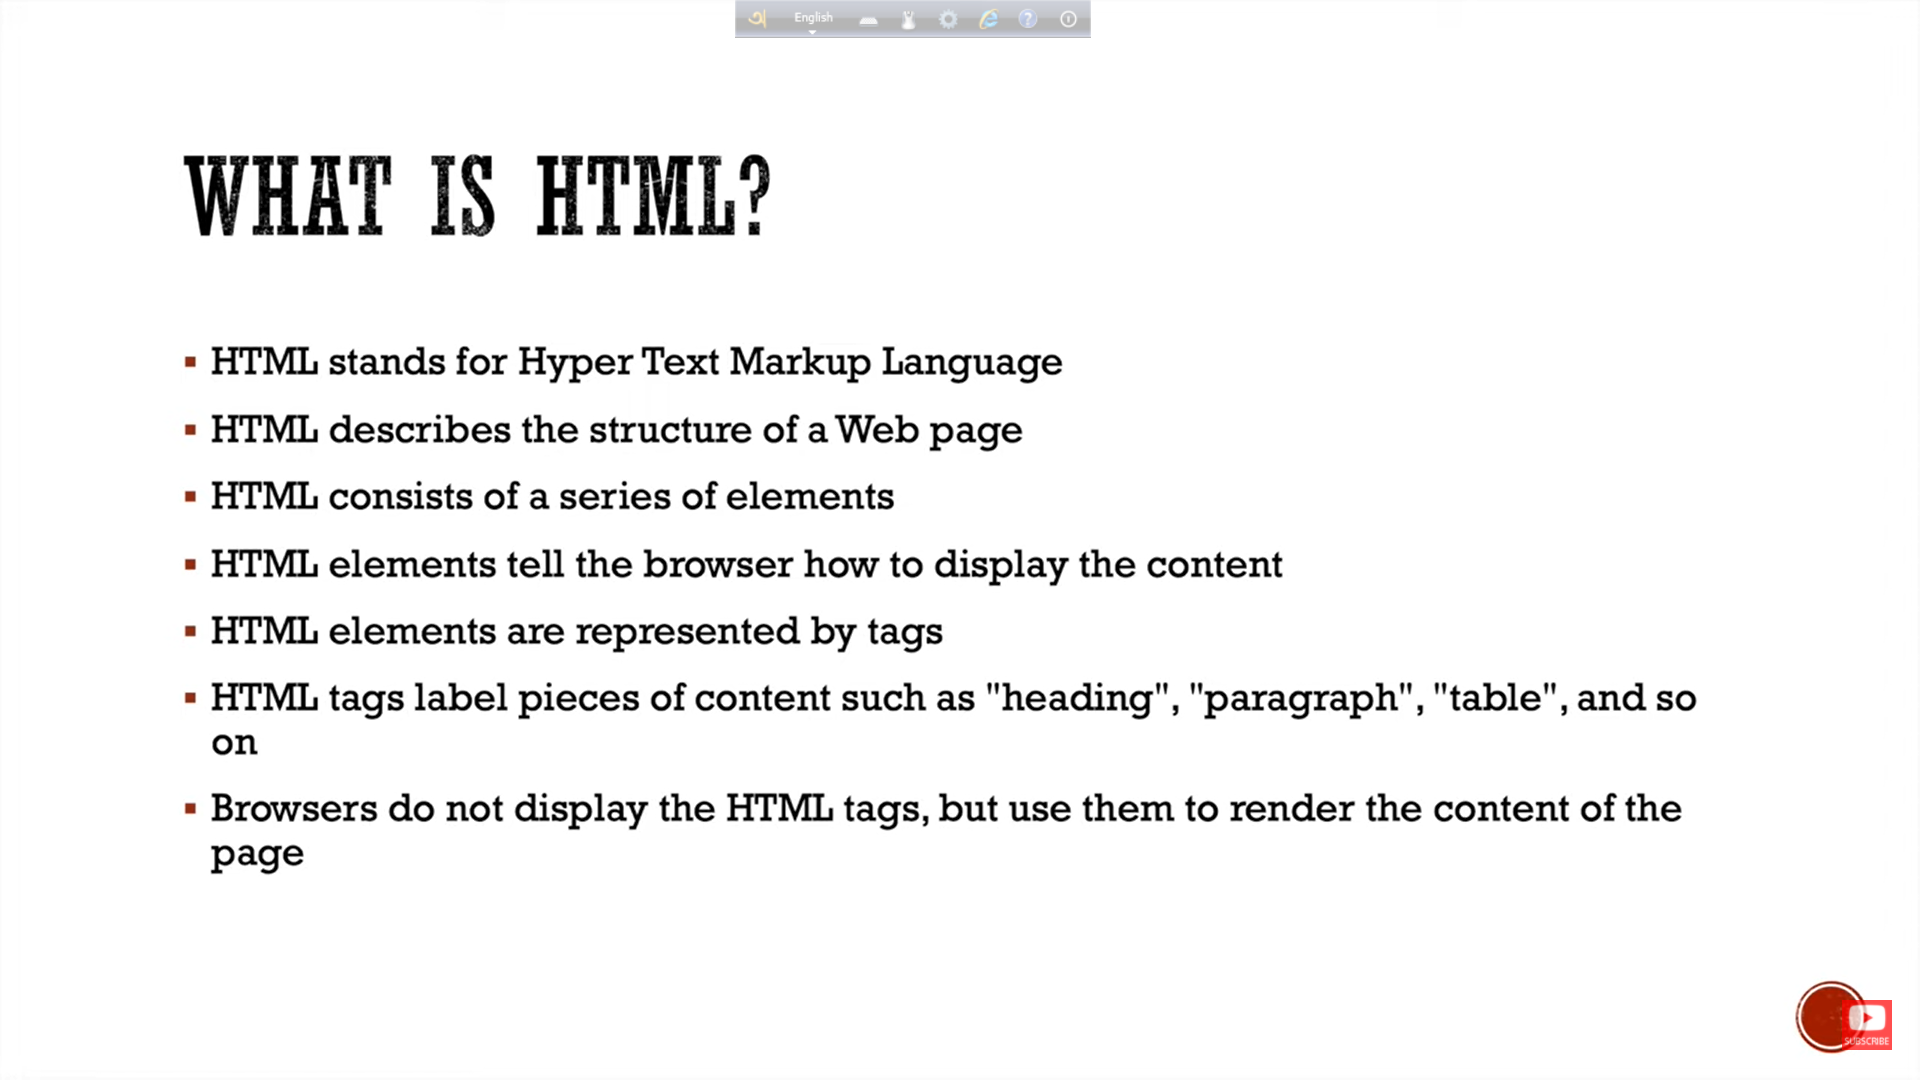 English
WHAT IS HTML?
▪ HTML stands for Hyper Text Markup Language
▪ HTML describes the structure of a Web page
▪ HTML consists of a series of elements
▪ HTML elements tell the browser how to display the content
▪ HTML elements are represented by tags
▪ HTML tags label pieces of content such as "heading", "paragraph", "table", and so
on
▪ Browsers do not display the HTML tags, but use them to render the content of the
page
SUBSCRIBE